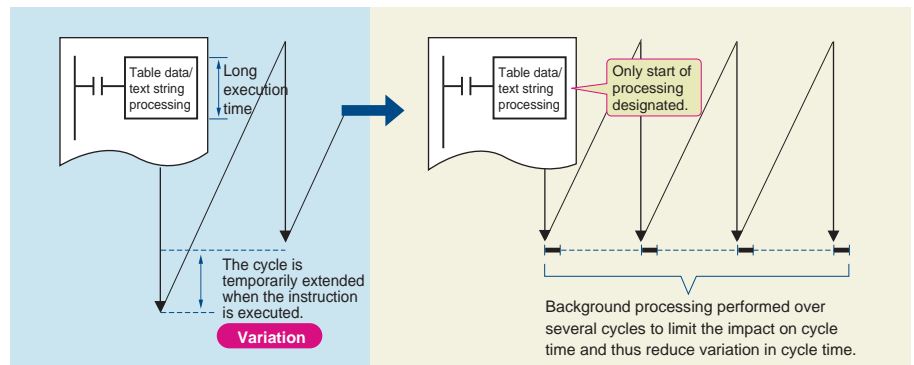 Table data/
text string
processing
Long
execution
time
The cycle is
temporarily extended
when the instruction
is executed.
Variation
Table data/
text string
processing
Only start of
processing
designated.
Background processing performed over
several cycles to limit the impact on cycle
time and thus reduce variation in cycle time.